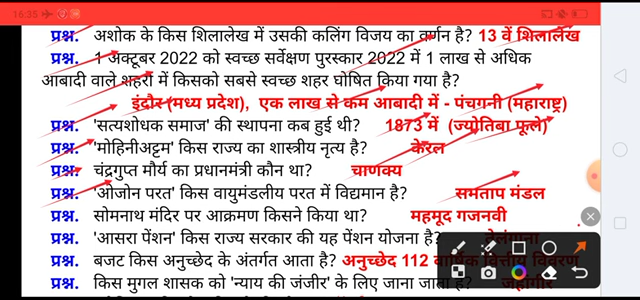 16:35
प्रश्न. अशोक के किस शिलालेख में उसकी कलिंग विजय का वर्णन है? 13 वें शिलालेख
प्रश्न. 1 अक्टूबर 2022 को स्वच्छ सर्वेक्षण पुरस्कार 2022 में 1 लाख से अधिक
आबादी वाले शहरों में किसको सबसे स्वच्छ शहर घोषित किया गया है?
इंदौर (मध्य प्रदेश), एक लाख से कम आबादी में - पंचगनी (महाराष्ट्र)
प्रश्न. 'सत्यशोधक समाज' की स्थापना कब हुई थी? 1873 में (ज्योतिबा फूले)
प्रश्न. 'मोहिनीअट्टम' किस राज्य का शास्त्रीय नृत्य है? केरल
प्रश्न. चंद्रगुप्त मौर्य का प्रधानमंत्री कौन था? चाणक्य
प्रश्न. 'ओजोन परत' किस वायुमंडलीय परत में विद्यमान है? समताप मंडल
प्रश्न. सोमनाथ मंदिर पर आक्रमण किसने किया था? महमूद गजनवी
प्रश्न. 'आसरा पेंशन' किस राज्य सरकार की यह पेंशन योजना है? तेलंगाना
प्रश्न. बजट किस अनुच्छेद के अंतर्गत आता है? अनुच्छेद 112 वार्षिक वित्तीय विवरण
प्रश्न. किस मुगल शासक को 'न्याय की जंजीर' के लिए जाना जाता है? जहांगीर